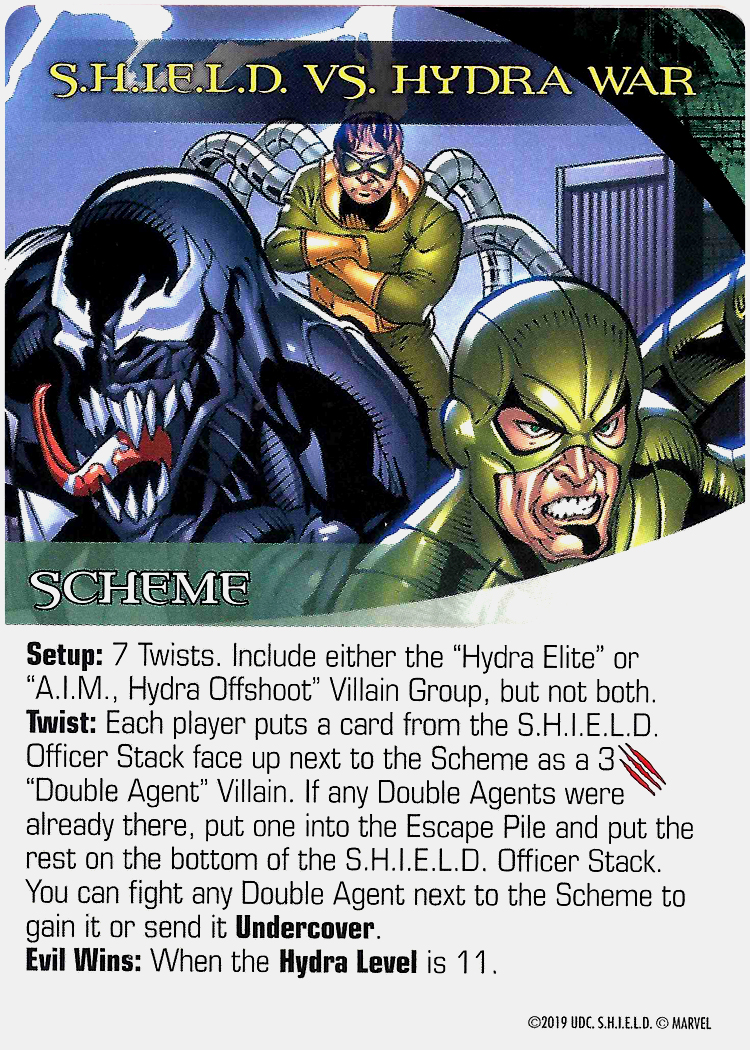 S.H.I.E.L.D. VS. HYDRA WAR
SCHEME
Setup: 7 Twists. Include either the “Hydra Elite” or
“A.I.M., Hydra Offshoot” Villain Group, but not both.
Twist: Each player puts a card from the S.H.I.E.L.D.
Officer Stack face up next to the Scheme as a 3
“Double Agent” Villain. If any Double Agents were
already there, put one into the Escape Pile and put the
rest on the bottom of the S.H.I.E.L.D. Officer Stack.
You can fight any Double Agent next to the Scheme to
gain it or send it Undercover.
Evil Wins: When the Hydra Level is 11.
©2019 UDC. S.H.I.E.L.D. © MARVEL